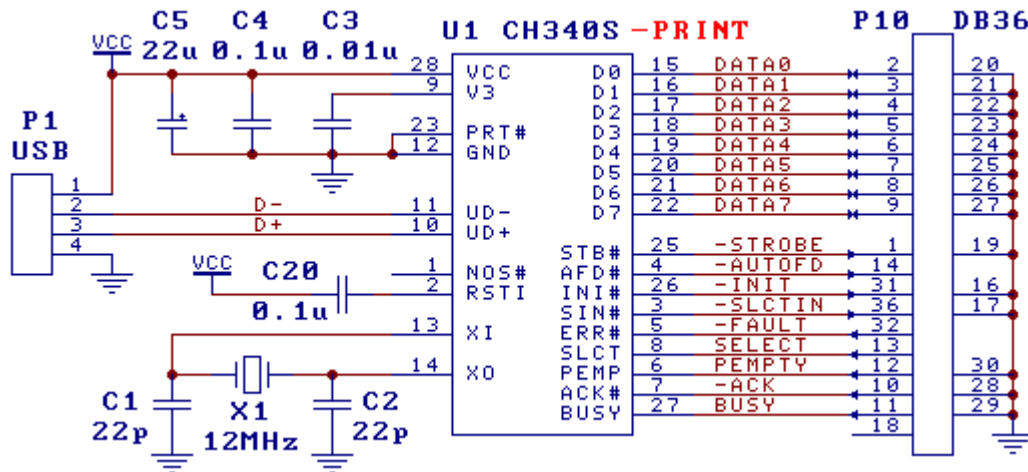 C5 C4 C3
VCC 22u 0.1u 0.01u
U1 CH340S -PRINT
P10 DB36
P1
USB
1
2
3
4
D-
D+
28 VCC
9 V3
23 PRT#
12 GND
11 UD-
10 UD+
1 NOS#
2 RSTI
13 XI
14 XO
VCC C20
0.1u
C1
22p
X1
12MHz
C2
22p
D0 15 DATA0 2 20
D1 16 DATA1 3 21
D2 17 DATA2 4 22
D3 18 DATA3 5 23
D4 19 DATA4 6 24
D5 20 DATA5 7 25
D6 21 DATA6 8 26
D7 22 DATA7 9 27
STB# 25 -STROBE 1 19
AFD# 4 -AUTOFD 14
INI# 26 -INIT 31 16
SIN# 3 -SLCTIN 36 17
ERR# 5 -FAULT 32
SLCT 8 SELECT 13
PEMP 6 PEMPTY 12 30
ACK# 7 -ACK 10 28
BUSY 27 BUSY 11 29
18